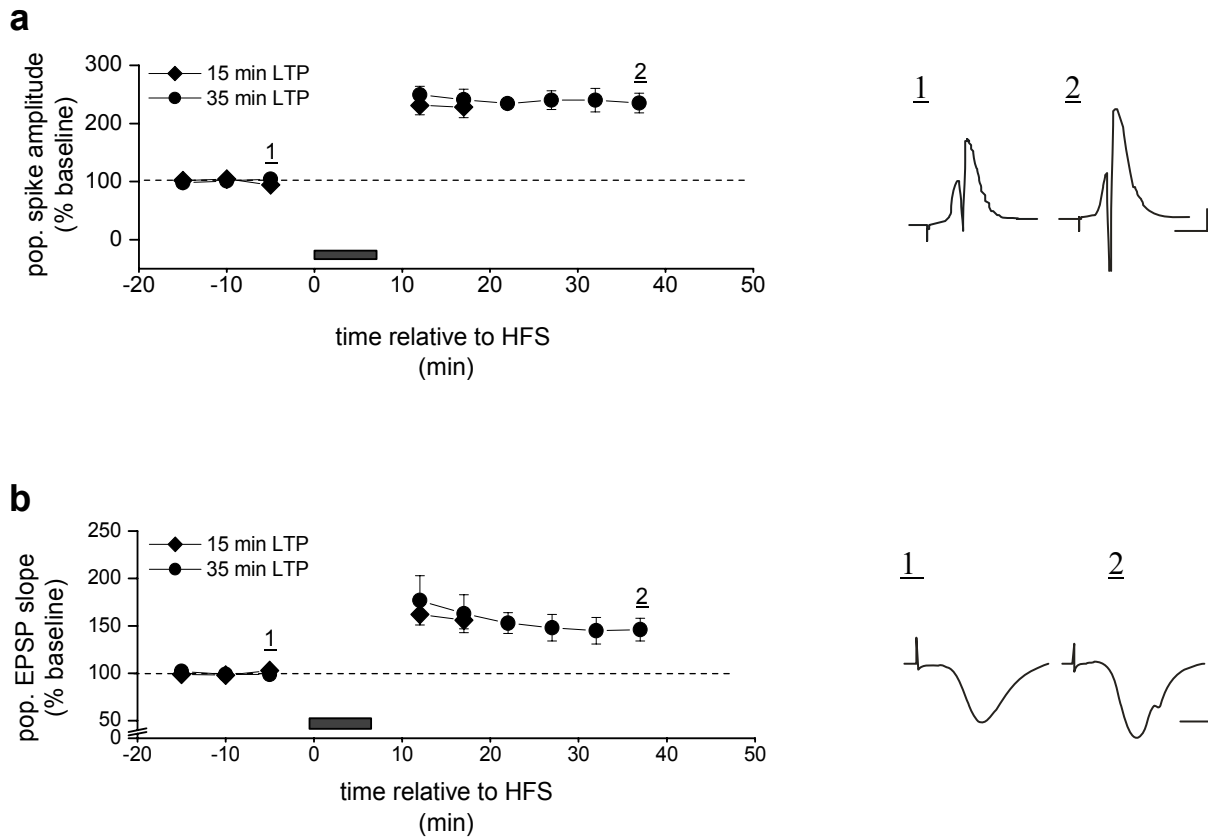 a
pop. spike amplitude
(% baseline)
300
200
100
0
15 min LTP
35 min LTP
1
2
-20 -10 0 10 20 30 40 50
time relative to HFS
(min)
1 2
b
pop. EPSP slope
(% baseline)
250
200
150
100
50
0
15 min LTP
35 min LTP
1
2
-20 -10 0 10 20 30 40 50
time relative to HFS
(min)
1 2